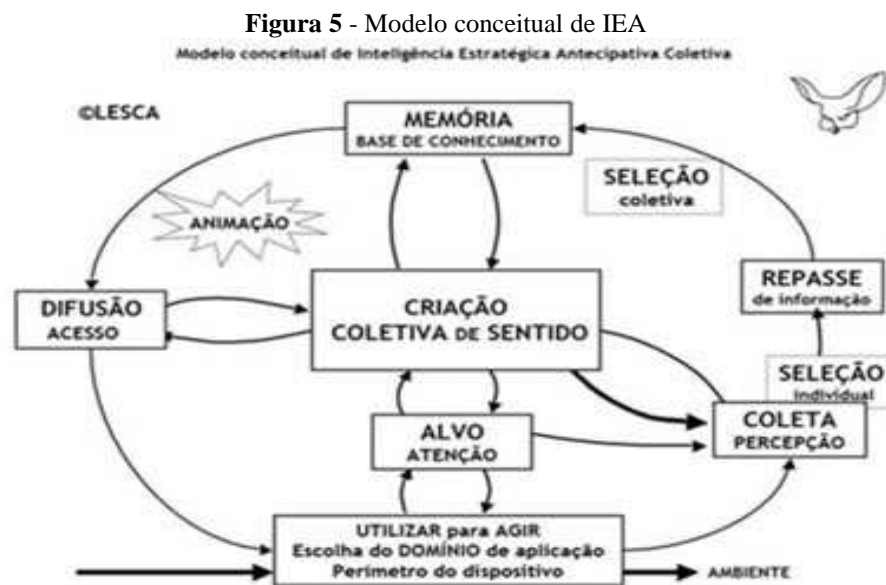 Figura 5 - Modelo conceitual de IEA
Modelo conceitual de Inteligência Estratégica Antecipativa Coletiva
©LESCA
MEMÓRIA
BASE DE CONHECIMENTO
SELEÇÃO
coletiva
ANIMAÇÃO
REPASSE
de informação
DIFUSÃO
ACESSO
CRIAÇÃO
COLETIVA DE SENTIDO
SELEÇÃO
individual
COLETA
PERCEPÇÃO
ALVO
ATENÇÃO
UTILIZAR para AGIR
Escolha do DOMÍNIO de aplicação
Perímetro do dispositivo
AMBIENTE